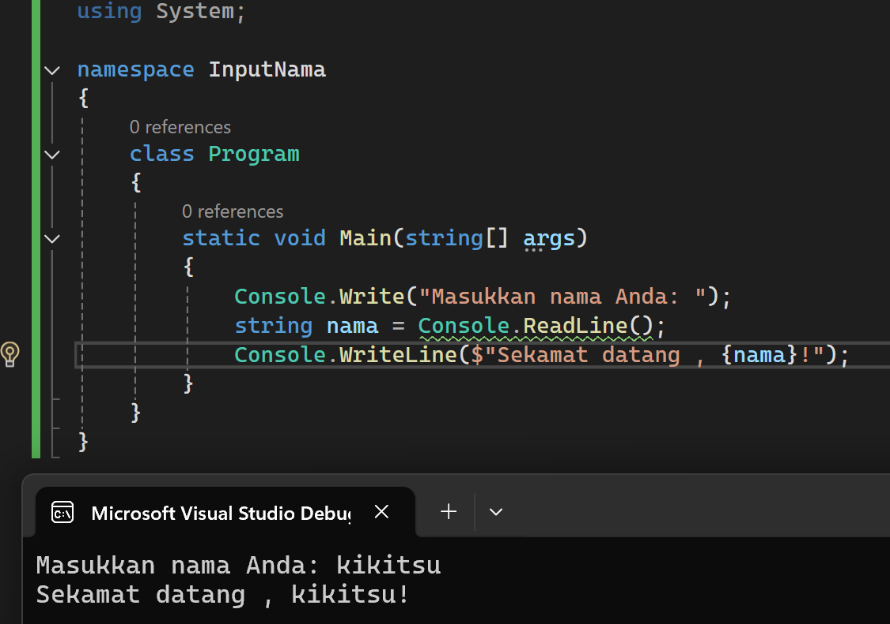 using System;
namespace InputNama
{
0 references
class Program
{
0 references
static void Main(string[] args)
{
Console.Write("Masukkan nama Anda: ");
string nama = Console.ReadLine();
Console.WriteLine($"Sekamat datang , {nama}!");
}
}
}
Microsoft Visual Studio Debug
Masukkan nama Anda: kikitsu
Sekamat datang , kikitsu!